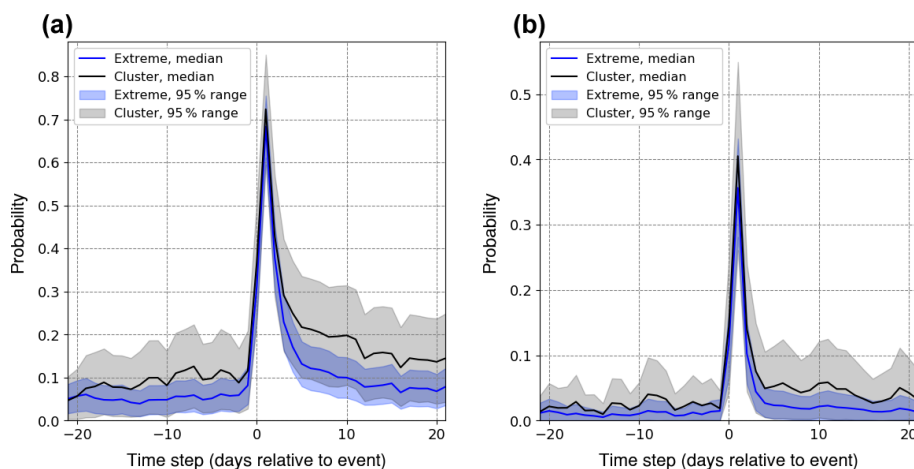 (a)
Extreme, median
Cluster, median
Extreme, 95 % range
Cluster, 95 % range
Probability
0.8
0.7
0.6
0.5
0.4
0.3
0.2
0.1
0.0
−20
−10
0
10
20
Time step (days relative to event)
(b)
Extreme, median
Cluster, median
Extreme, 95 % range
Cluster, 95 % range
Probability
0.5
0.4
0.3
0.2
0.1
0.0
−20
−10
0
10
20
Time step (days relative to event)